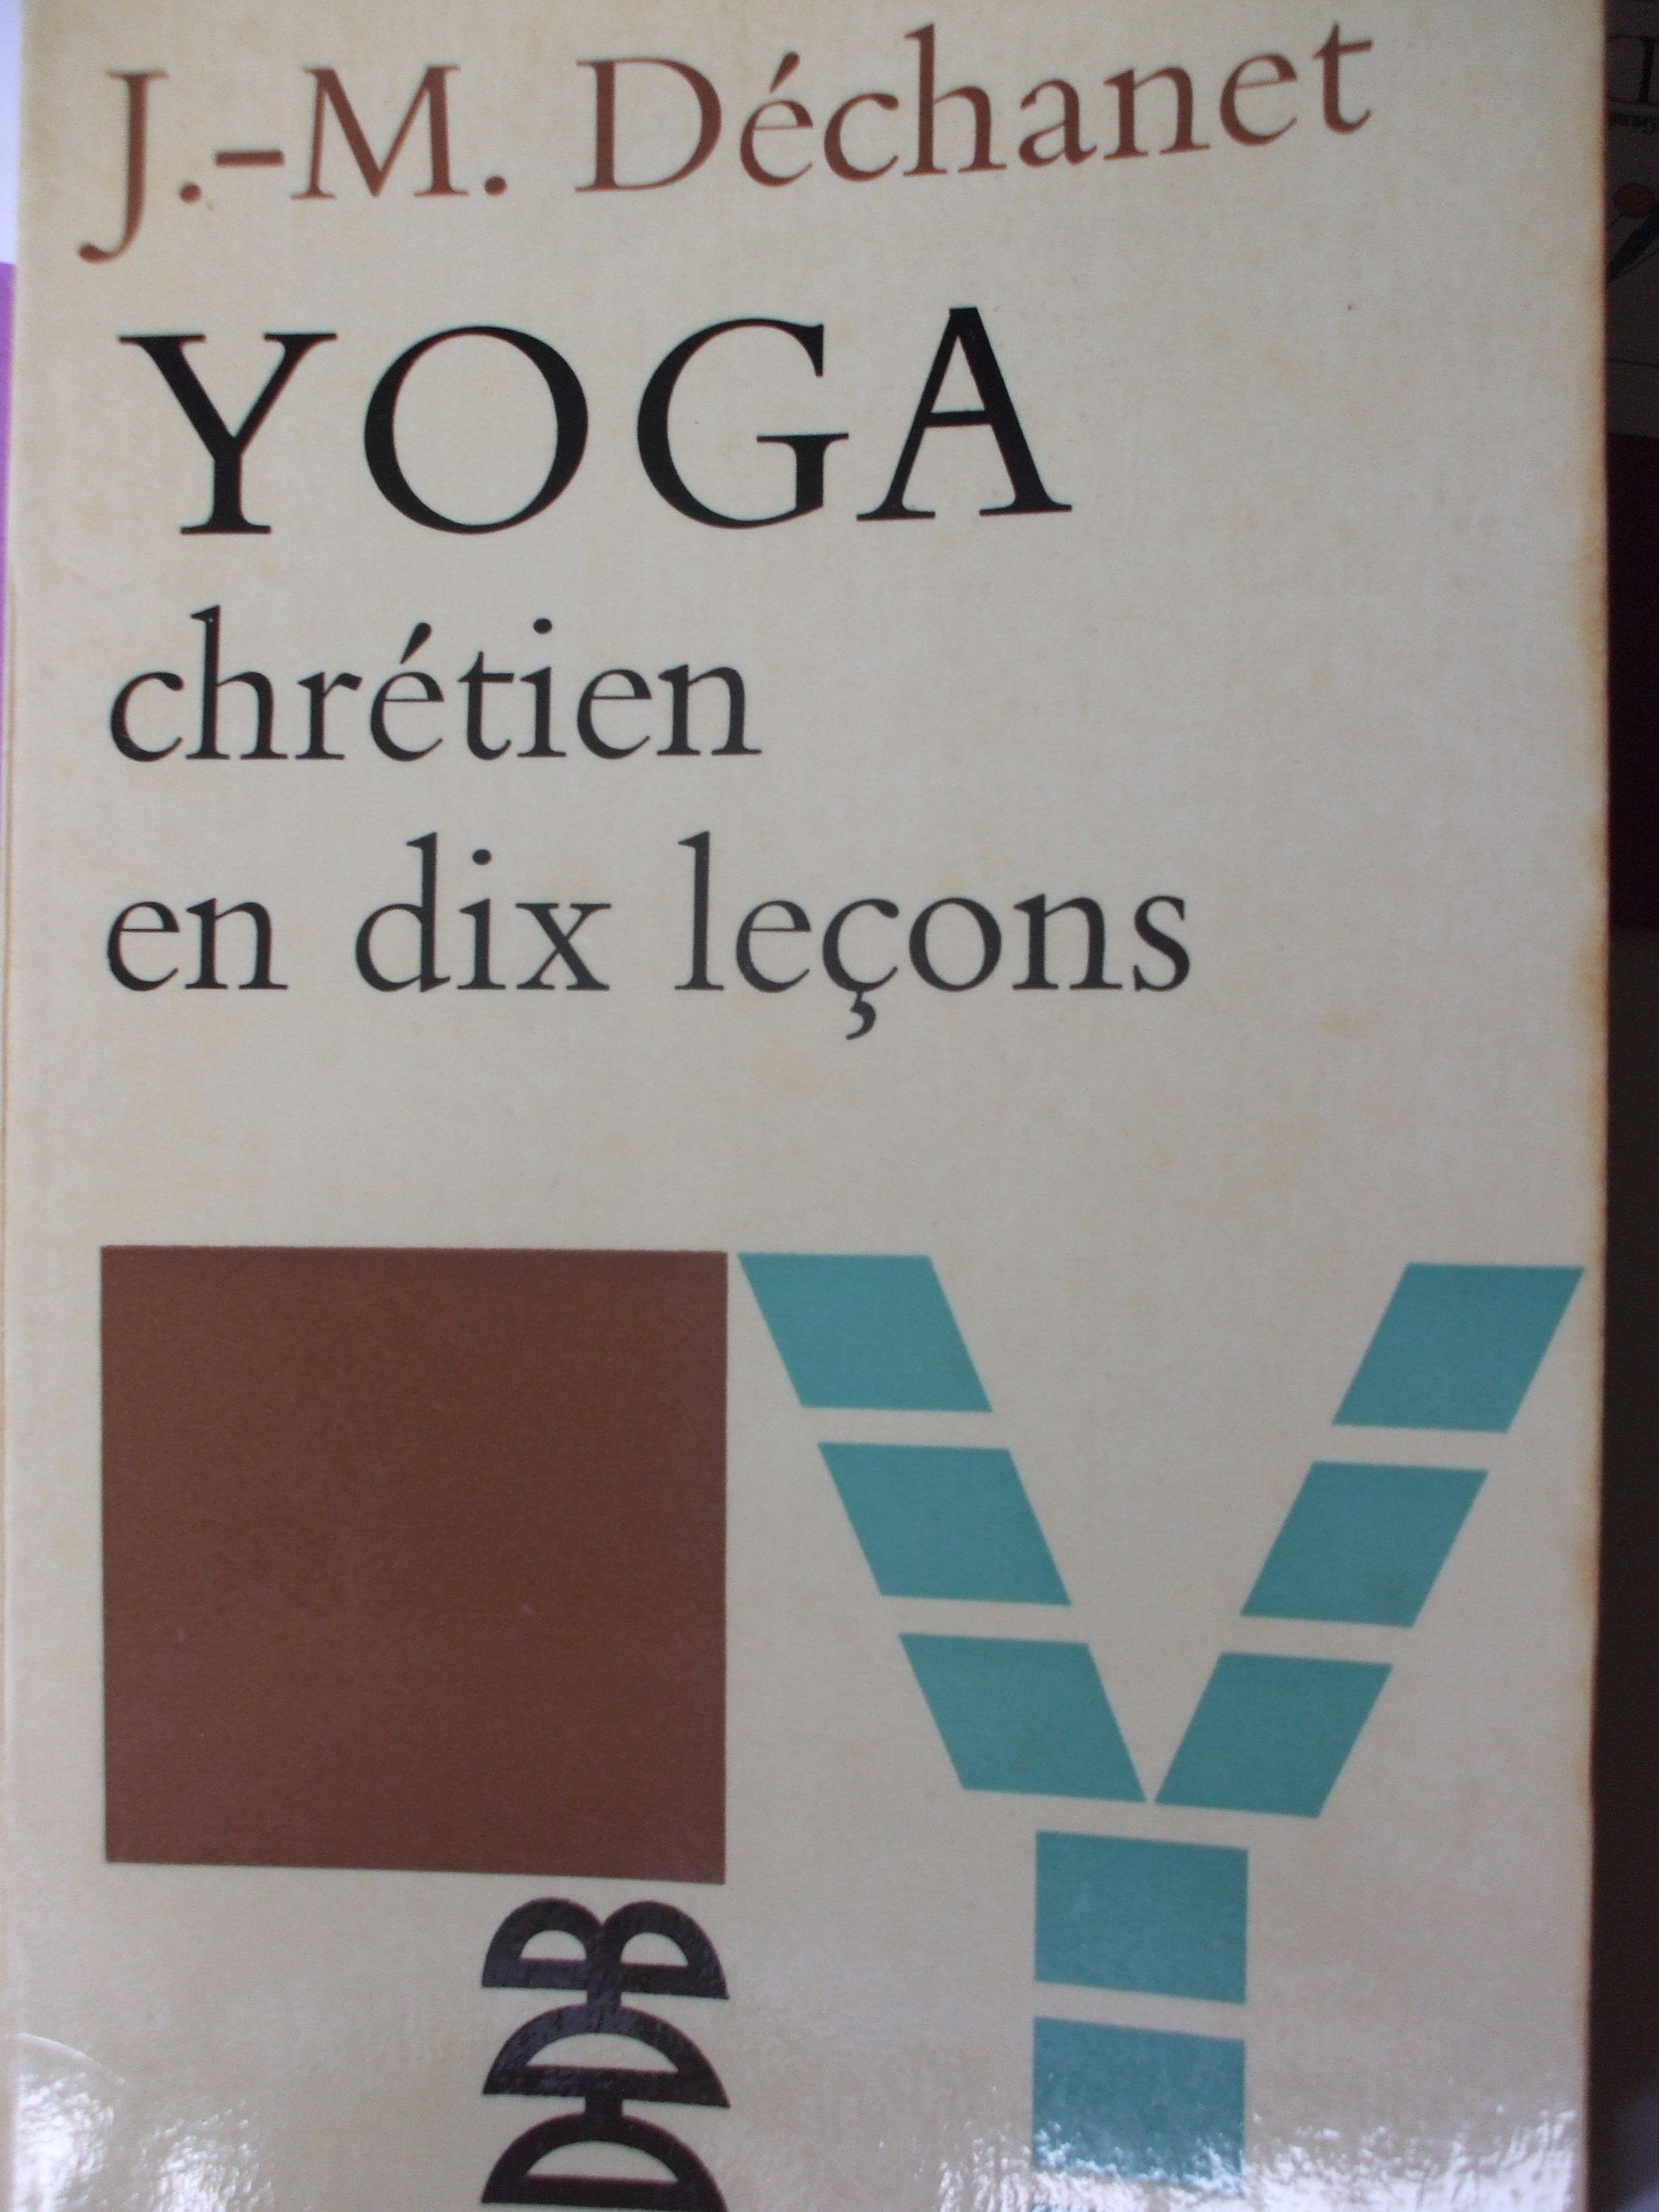 J.-M. Déchanet
YOGA
chrétien
en dix leçons
Y
DDB